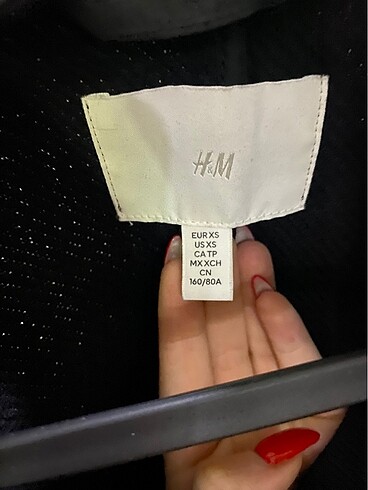 H&M
EUR XS
US XS
CA TP
MX XCH
CN
160/80A